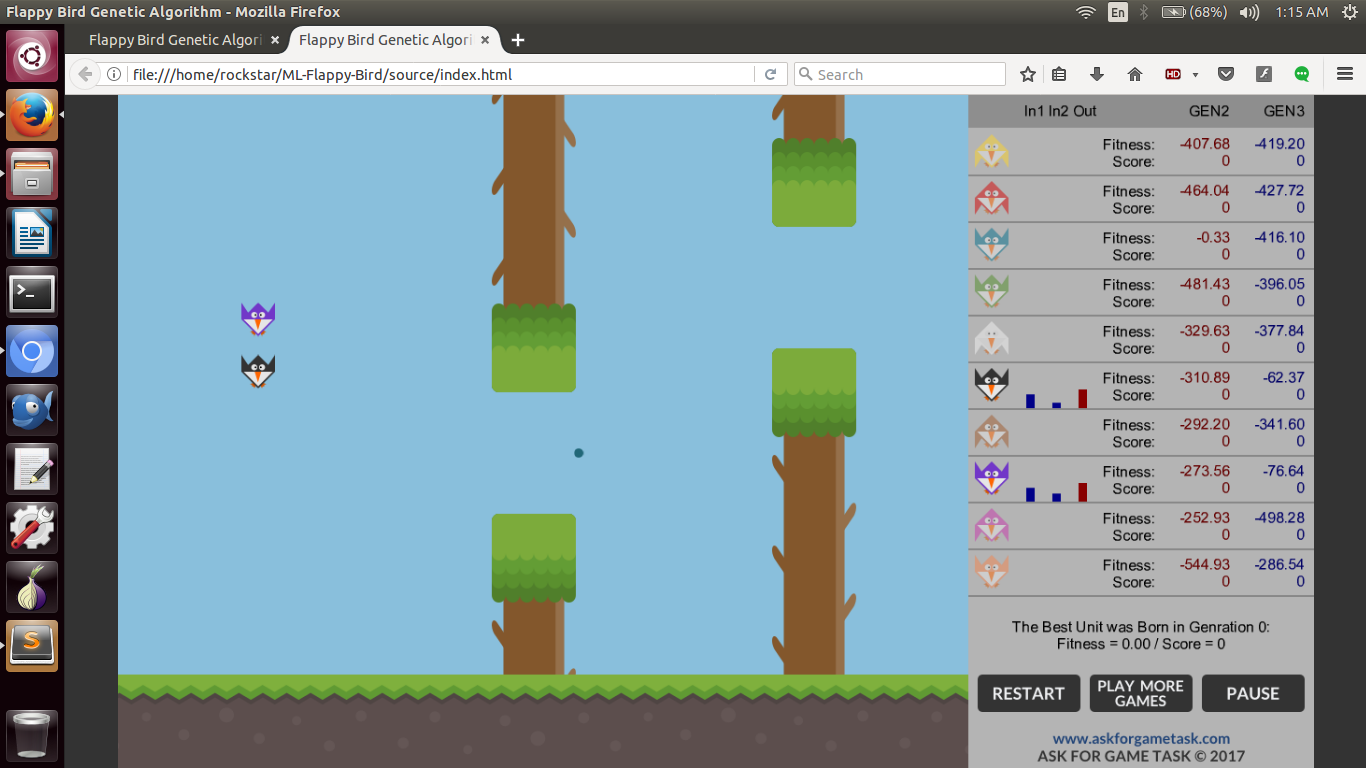 Flappy Bird Genetic Algorithm - Mozilla Firefox
En (68%) 1:15 AM
Flappy Bird Genetic Algori × Flappy Bird Genetic Algori ×
file:///home/rockstar/ML-Flappy-Bird/source/index.html Search HD
In1 In2 Out GEN2 GEN3
Fitness: -407.68 -419.20
Score: 0 0
Fitness: -464.04 -427.72
Score: 0 0
Fitness: -0.33 -416.10
Score: 0 0
Fitness: -481.43 -396.05
Score: 0 0
Fitness: -329.63 -377.84
Score: 0 0
Fitness: -310.89 -62.37
Score: 0 0
Fitness: -292.20 -341.60
Score: 0 0
Fitness: -273.56 -76.64
Score: 0 0
Fitness: -252.93 -498.28
Score: 0 0
Fitness: -544.93 -286.54
Score: 0 0
The Best Unit was Born in Genration 0:
Fitness = 0.00 / Score = 0
RESTART
PLAY MORE
GAMES
PAUSE
www.askforgametask.com
ASK FOR GAME TASK © 2017